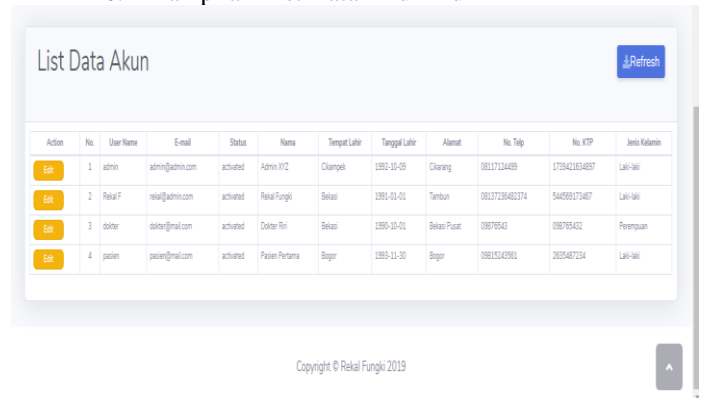 List Data Akun
Refresh
Action No. User Name E-mail Status Nama Tempat Lahir Tanggal Lahir Alamat No. Telp No. KTP Jenis Kelamin
Edit 1 admin admin@admin.com activated Admin XYZ Cikampek 1992-10-09 Cikarang 08117124499 1739421634897 Laki-laki
Edit 2 Rekal F rekal@admin.com activated Rekal Fungki Bekasi 1991-01-01 Tambun 08137236482374 544569173467 Laki-laki
Edit 3 dokter dokter@mail.com activated Dokter Riri Bekasi 1990-10-01 Bekasi Pusat 09876543 098765432 Perempuan
Edit 4 pasien pasien@mail.com activated Pasien Pertama Bogor 1993-11-30 Bogor 09815243561 2635487234 Laki-laki
Copyright © Rekal Fungki 2019